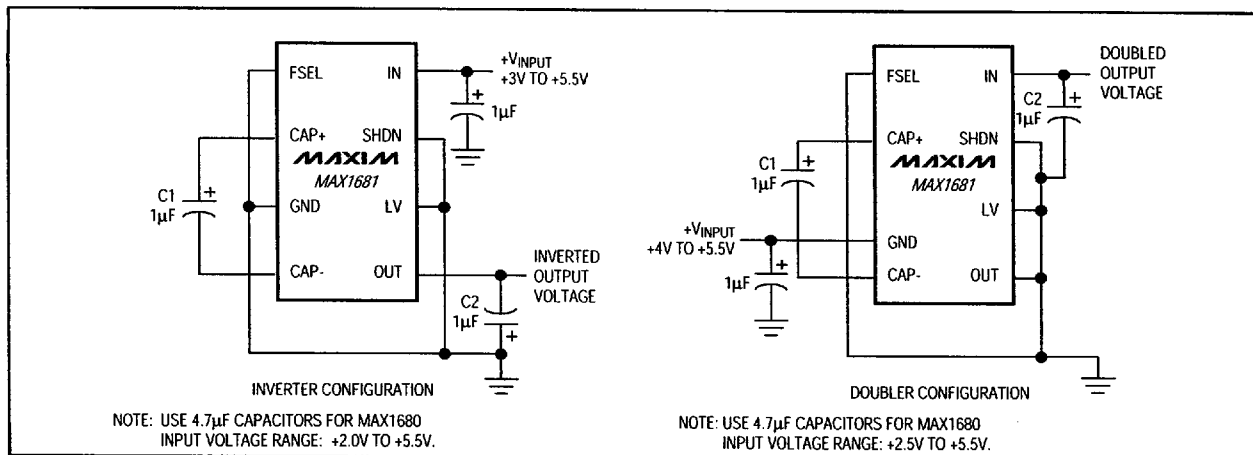 FSEL
IN
+VINPUT
+3V TO +5.5V
+
1µF
CAP+
SHDN
MAXIM
MAX1681
C1
+
1µF
GND
LV
CAP-
OUT
INVERTED
OUTPUT
VOLTAGE
C2
1µF
+
INVERTER CONFIGURATION
NOTE: USE 4.7µF CAPACITORS FOR MAX1680
INPUT VOLTAGE RANGE: +2.0V TO +5.5V.
FSEL
IN
DOUBLED
OUTPUT
VOLTAGE
C2
+
1µF
CAP+
SHDN
MAXIM
MAX1681
C1
+
1µF
LV
+VINPUT
+4V TO +5.5V
GND
+
1µF
CAP-
OUT
DOUBLER CONFIGURATION
NOTE: USE 4.7µF CAPACITORS FOR MAX1680
INPUT VOLTAGE RANGE: +2.5V TO +5.5V.